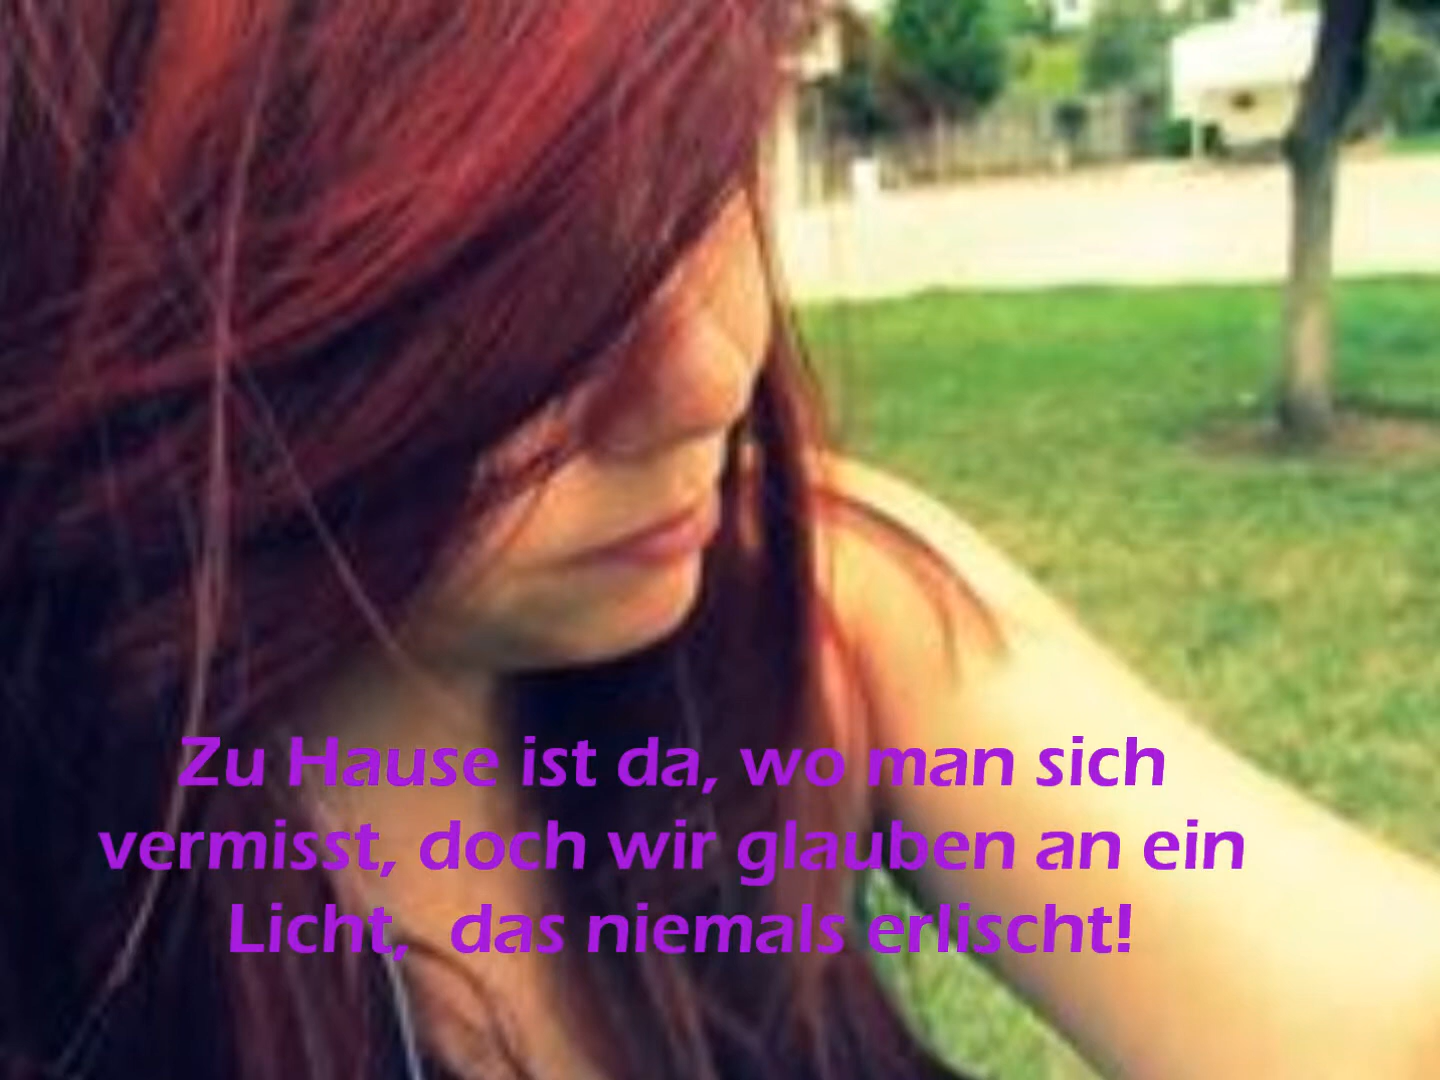 Zu Hause ist da, wo man sich
vermisst, doch wir glauben an ein
Licht,  das niemals erlischt!